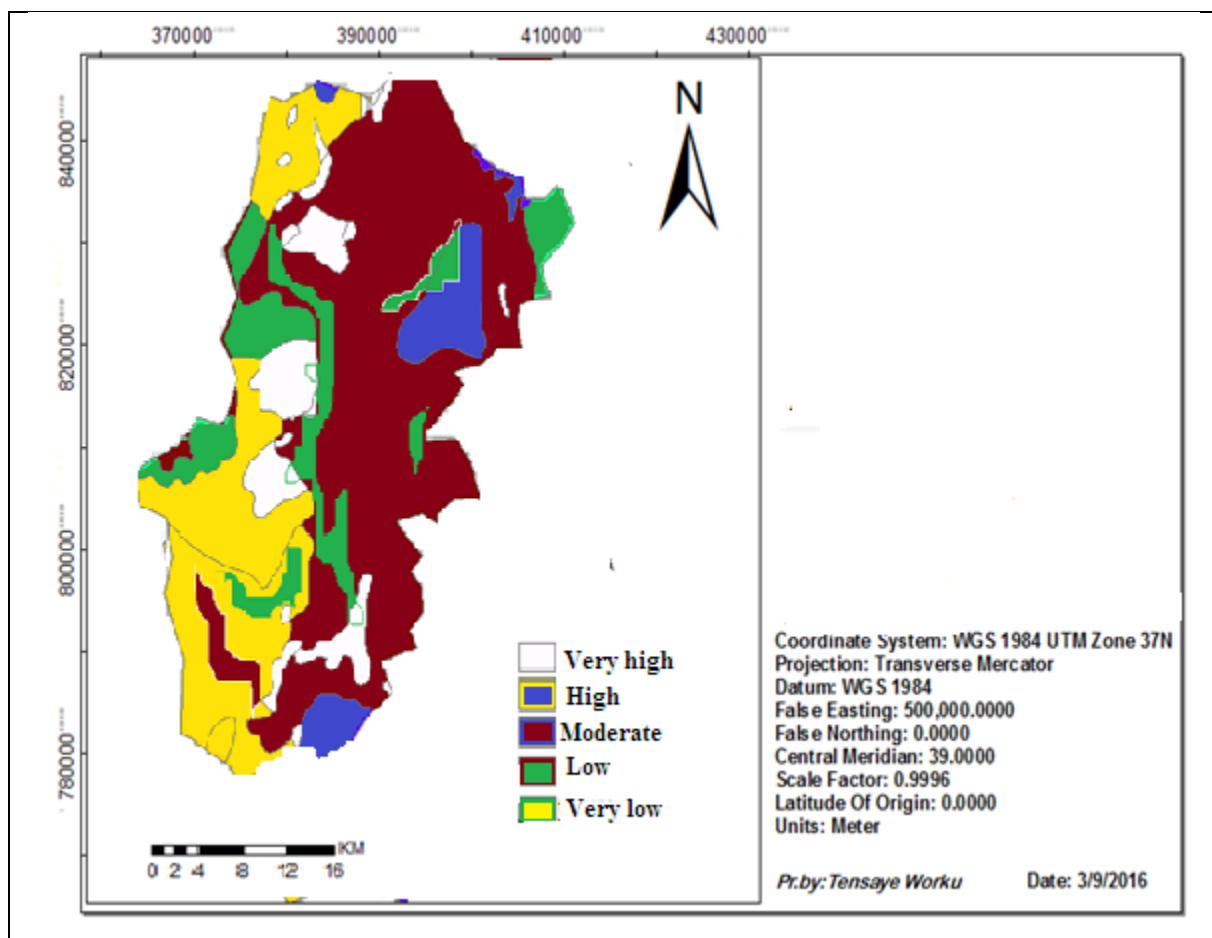 370000 390000 410000 430000
N
840000
820000
800000
780000
Very high
High
Moderate
Low
Very low
0 2 4 8 12 16 KM
Coordinate System: WGS 1984 UTM Zone 37N
Projection: Transverse Mercator
Datum: WGS 1984
False Easting: 500,000.0000
False Northing: 0.0000
Central Meridian: 39.0000
Scale Factor: 0.9996
Latitude Of Origin: 0.0000
Units: Meter
Pr.by:Tensaye Worku Date: 3/9/2016